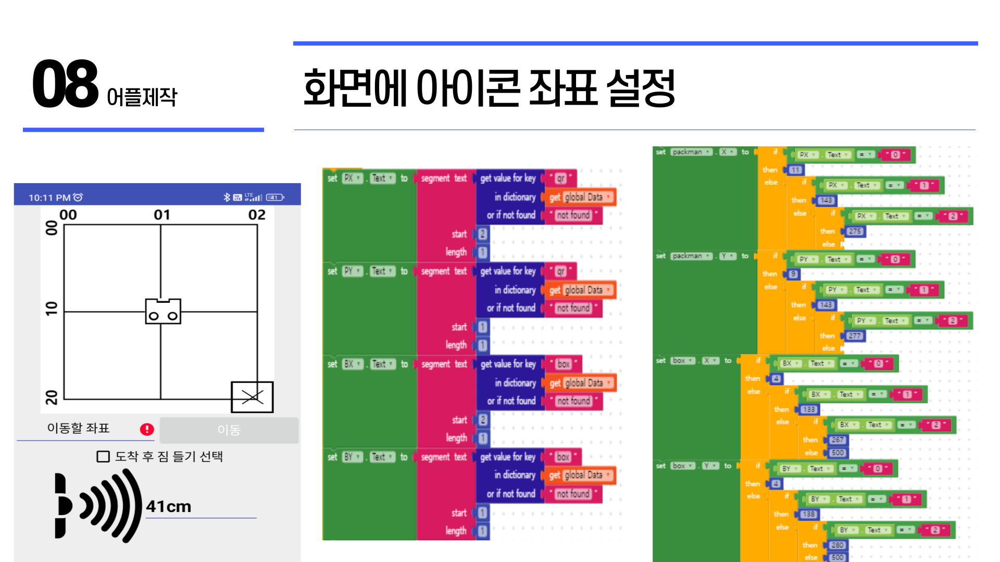 08 어플제작
화면에 아이콘 좌표 설정
10:11 PM LTE 41
00 01 02
00
10
20
이동할 좌표 ! 이동
도착 후 짐 들기 선택
41cm
set PX . Text to segment text get value for key " qr "
in dictionary get global Data
or if not found " not found "
start 2
length 1
set PY . Text to segment text get value for key " qr "
in dictionary get global Data
or if not found " not found "
start 1
length 1
set BX . Text to segment text get value for key " box "
in dictionary get global Data
or if not found " not found "
start 2
length 1
set BY . Text to segment text get value for key " box "
in dictionary get global Data
or if not found " not found "
start 1
length 1
set packman . X to if PX . Text = " 0 "
then 11
else if PX . Text = " 1 "
then 143
else if PX . Text = " 2 "
then 275
else
set packman . Y to if PY . Text = " 0 "
then 9
else if PY . Text = " 1 "
then 143
else if PY . Text = " 2 "
then 277
else
set box . X to if BX . Text = " 0 "
then 4
else if BX . Text = " 1 "
then 133
else if BX . Text = " 2 "
then 267
else 500
set box . Y to if BY . Text = " 0 "
then 4
else if BY . Text = " 1 "
then 138
else if BY . Text = " 2 "
then 280
else 500